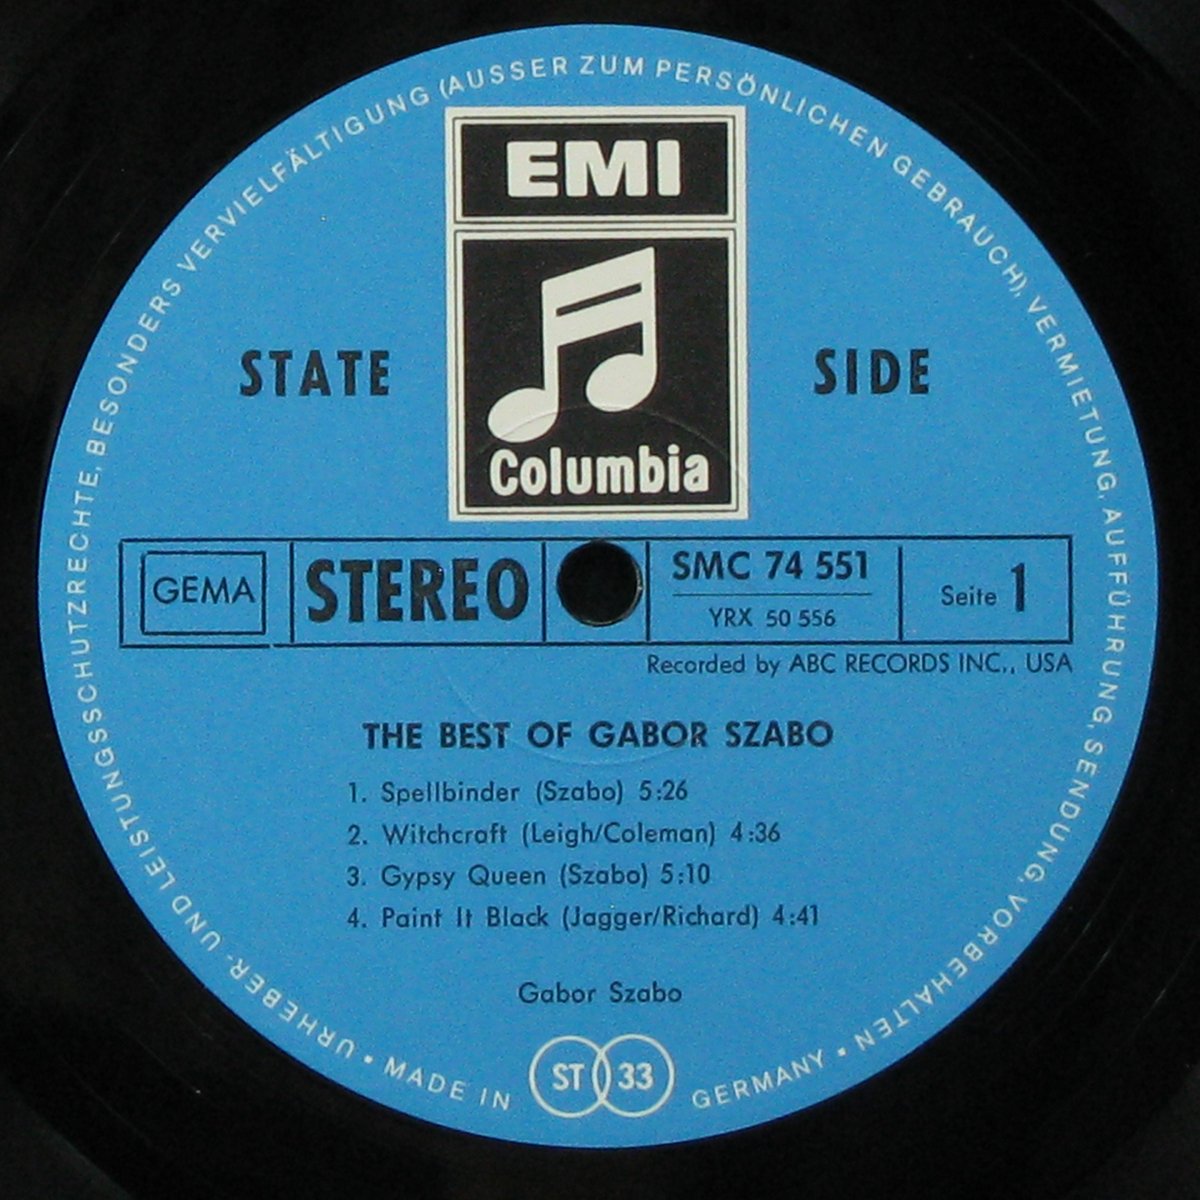 URHEBER- UND LEISTUNGSSCHUTZRECHTE, BESONDERS VERVIELFÄLTIGUNG (AUSSER ZUM PERSÖNLICHEN GEBRAUCH), VERMIETUNG, AUFFÜHRUNG, SENDUNG, VORBEHALTEN •
EMI
STATE SIDE
Columbia
GEMA STEREO SMC 74 551 Seite 1
YRX 50 556
Recorded by ABC RECORDS INC., USA
THE BEST OF GABOR SZABO
1. Spellbinder (Szabo) 5:26
2. Witchcraft (Leigh/Coleman) 4:36
3. Gypsy Queen (Szabo) 5:10
4. Paint It Black (Jagger/Richard) 4:41
Gabor Szabo
ST 33
• MADE IN GERMANY